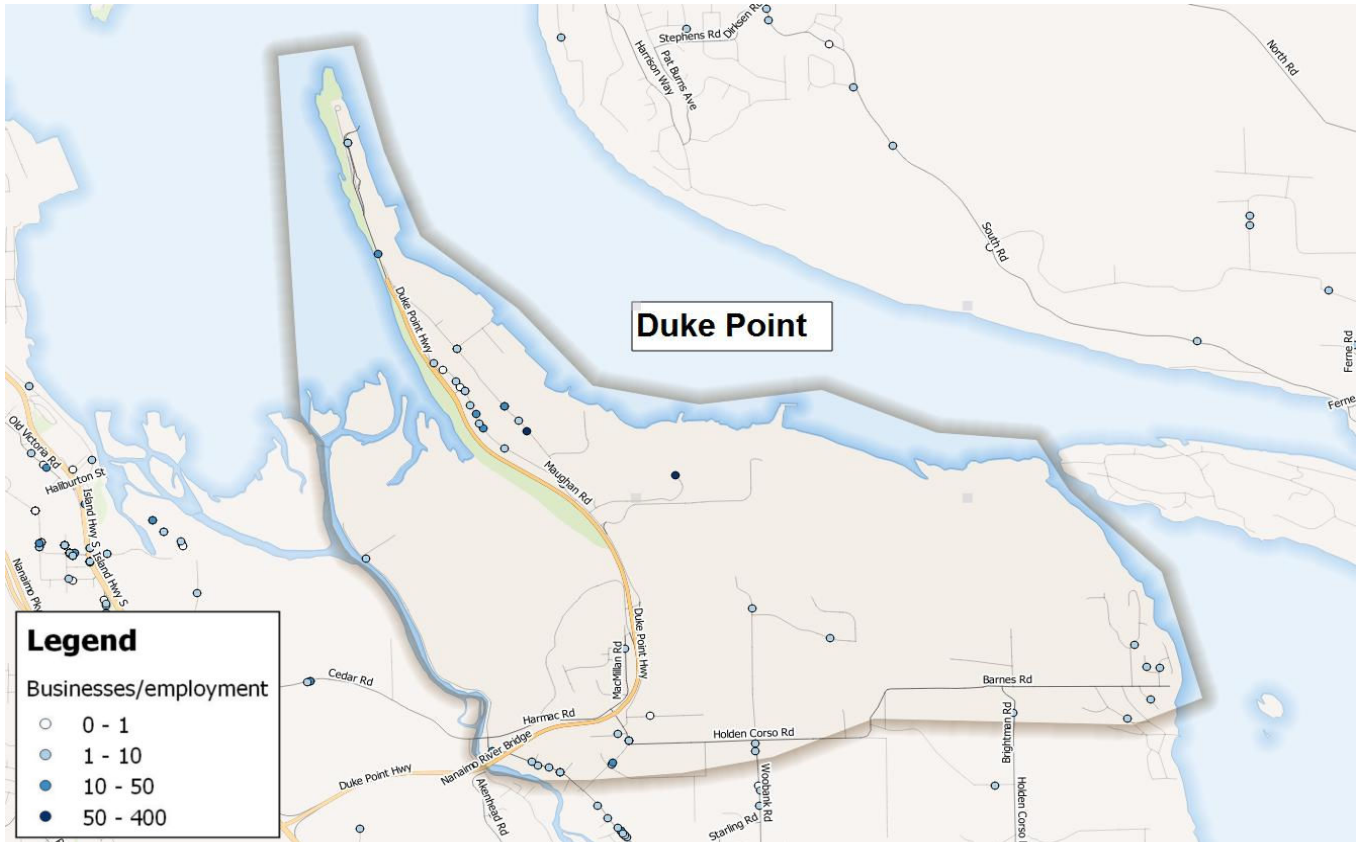 Stephens Rd
Dirksen Rd
Harrison Way
Pat Burns Ave
North Rd
South Rd
Duke Point
Duke Point Hwy
Ferne Rd
Old Victoria Rd
Haliburton St
Island Hwy S
Island Hwy S
Maughan Rd
Nanaimo Pky
Duke Point Hwy
MacMillan Rd
Cedar Rd
Harmac Rd
Barnes Rd
Holden Corso Rd
Brightman Rd
Nanaimo River Bridge
Duke Point Hwy
Akenhead Rd
Woobank Rd
Starling Rd
Holden Corso
Legend
Businesses/employment
0 - 1
1 - 10
10 - 50
50 - 400